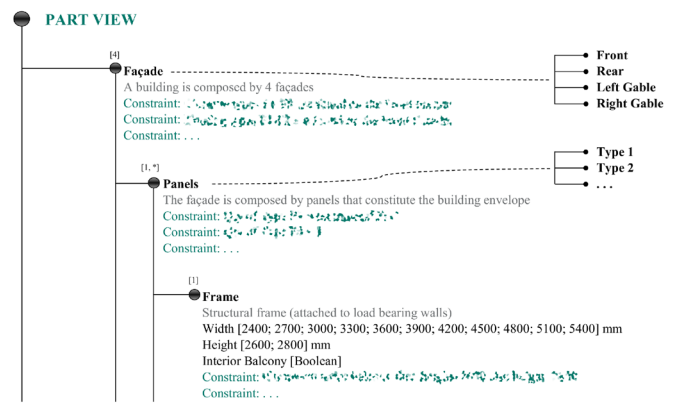 PART VIEW
[4]
Façade
Front
Rear
Left Gable
Right Gable
A building is composed by 4 façades
Constraint:
Constraint:
Constraint: . . .
[1, *]
Panels
Type 1
Type 2
. . .
The façade is composed by panels that constitute the building envelope
Constraint:
Constraint:
Constraint: . . .
[1]
Frame
Structural frame (attached to load bearing walls)
Width [2400; 2700; 3000; 3300; 3600; 3900; 4200; 4500; 4800; 5100; 5400] mm
Height [2600; 2800] mm
Interior Balcony [Boolean]
Constraint:
Constraint: . . .